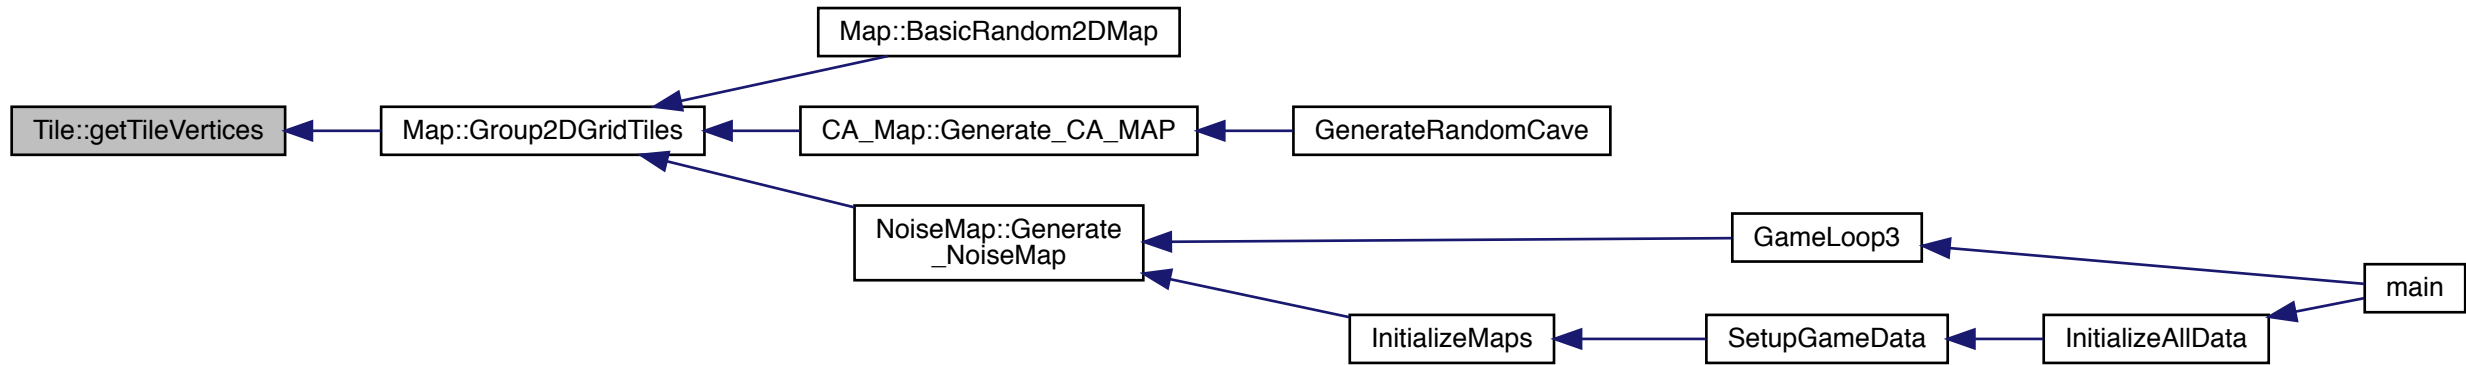 Map::BasicRandom2DMap
Tile::getTileVertices
Map::Group2DGridTiles
CA_Map::Generate_CA_MAP
GenerateRandomCave
NoiseMap::Generate
_NoiseMap
GameLoop3
main
InitializeMaps
SetupGameData
InitializeAllData